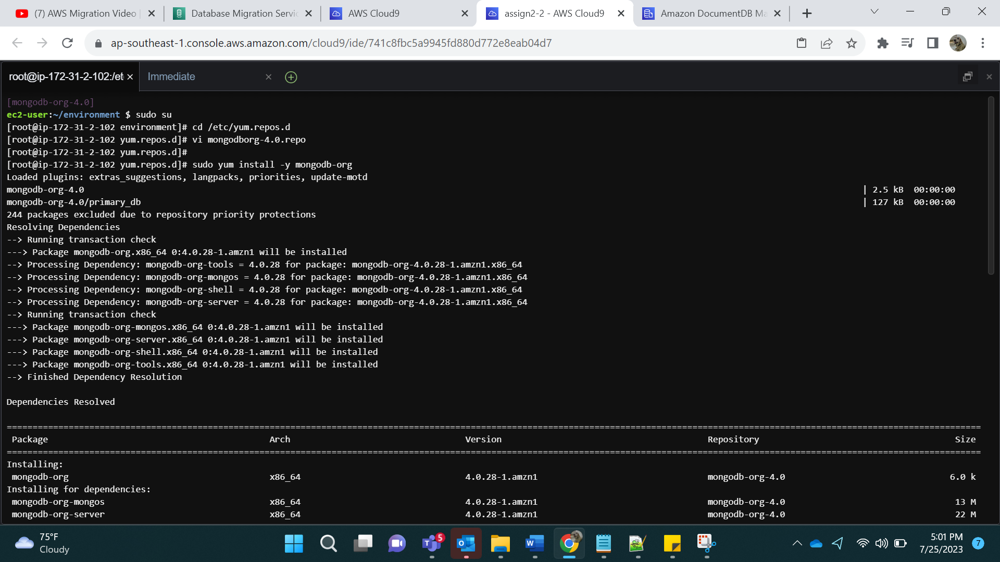 (7) AWS Migration Video
Database Migration Servic
AWS Cloud9
assign2-2 - AWS Cloud9
Amazon DocumentDB Ma
ap-southeast-1.console.aws.amazon.com/cloud9/ide/741c8fbc5a9945fd880d772e8eab04d7
root@ip-172-31-2-102:/et
Immediate
[mongodb-org-4.0]
ec2-user:~/environment $ sudo su
[root@ip-172-31-2-102 environment]# cd /etc/yum.repos.d
[root@ip-172-31-2-102 yum.repos.d]# vi mongodborg-4.0.repo
[root@ip-172-31-2-102 yum.repos.d]#
[root@ip-172-31-2-102 yum.repos.d]# sudo yum install -y mongodb-org
Loaded plugins: extras_suggestions, langpacks, priorities, update-motd
mongodb-org-4.0 | 2.5 kB 00:00:00
mongodb-org-4.0/primary_db | 127 kB 00:00:00
244 packages excluded due to repository priority protections
Resolving Dependencies
--> Running transaction check
---> Package mongodb-org.x86_64 0:4.0.28-1.amzn1 will be installed
--> Processing Dependency: mongodb-org-tools = 4.0.28 for package: mongodb-org-4.0.28-1.amzn1.x86_64
--> Processing Dependency: mongodb-org-mongos = 4.0.28 for package: mongodb-org-4.0.28-1.amzn1.x86_64
--> Processing Dependency: mongodb-org-shell = 4.0.28 for package: mongodb-org-4.0.28-1.amzn1.x86_64
--> Processing Dependency: mongodb-org-server = 4.0.28 for package: mongodb-org-4.0.28-1.amzn1.x86_64
--> Running transaction check
---> Package mongodb-org-mongos.x86_64 0:4.0.28-1.amzn1 will be installed
---> Package mongodb-org-server.x86_64 0:4.0.28-1.amzn1 will be installed
---> Package mongodb-org-shell.x86_64 0:4.0.28-1.amzn1 will be installed
---> Package mongodb-org-tools.x86_64 0:4.0.28-1.amzn1 will be installed
--> Finished Dependency Resolution
Dependencies Resolved
Package Arch Version Repository Size
Installing:
mongodb-org x86_64 4.0.28-1.amzn1 mongodb-org-4.0 6.0 k
Installing for dependencies:
mongodb-org-mongos x86_64 4.0.28-1.amzn1 mongodb-org-4.0 13 M
mongodb-org-server x86_64 4.0.28-1.amzn1 mongodb-org-4.0 22 M
75°F
Cloudy
5
5:01 PM
7/25/2023
7